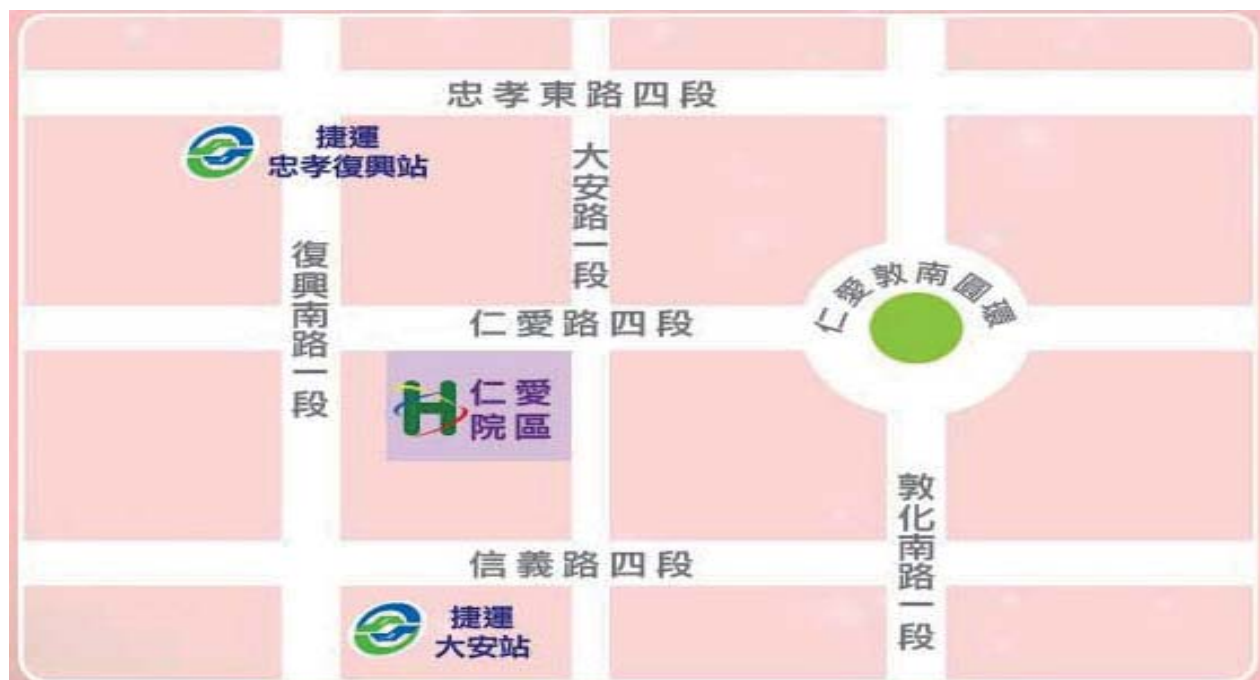 忠孝東路四段
捷運
忠孝復興站
大安路一段
復興南路一段
仁愛路四段
仁愛敦南圓環
仁愛
院區
敦化南路一段
信義路四段
捷運
大安站